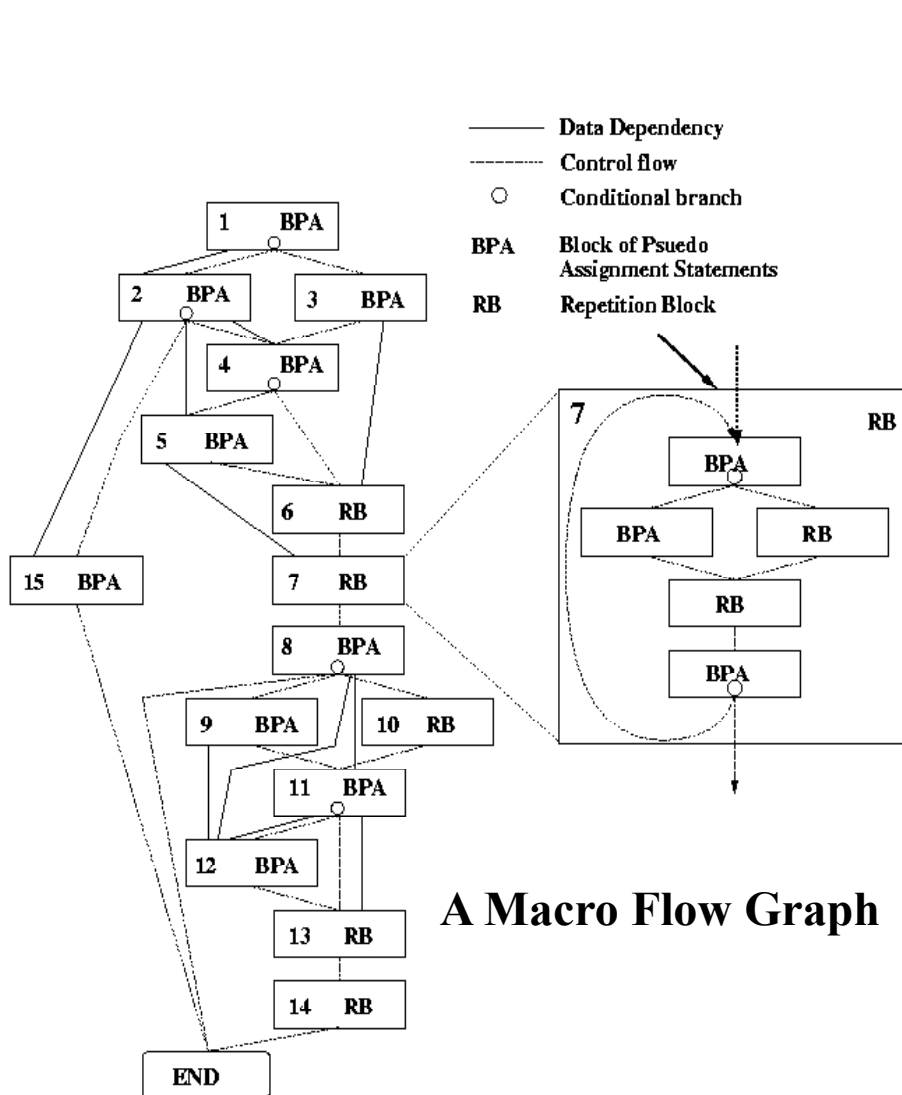 Data Dependency
Control flow
Conditional branch
BPA Block of Psuedo
Assignment Statements
RB Repetition Block
1 BPA
2 BPA
3 BPA
4 BPA
5 BPA
6 RB
15 BPA
7 RB
8 BPA
9 BPA
10 RB
11 BPA
12 BPA
13 RB
14 RB
END
7 RB
BPA
BPA
RB
RB
BPA
A Macro Flow Graph